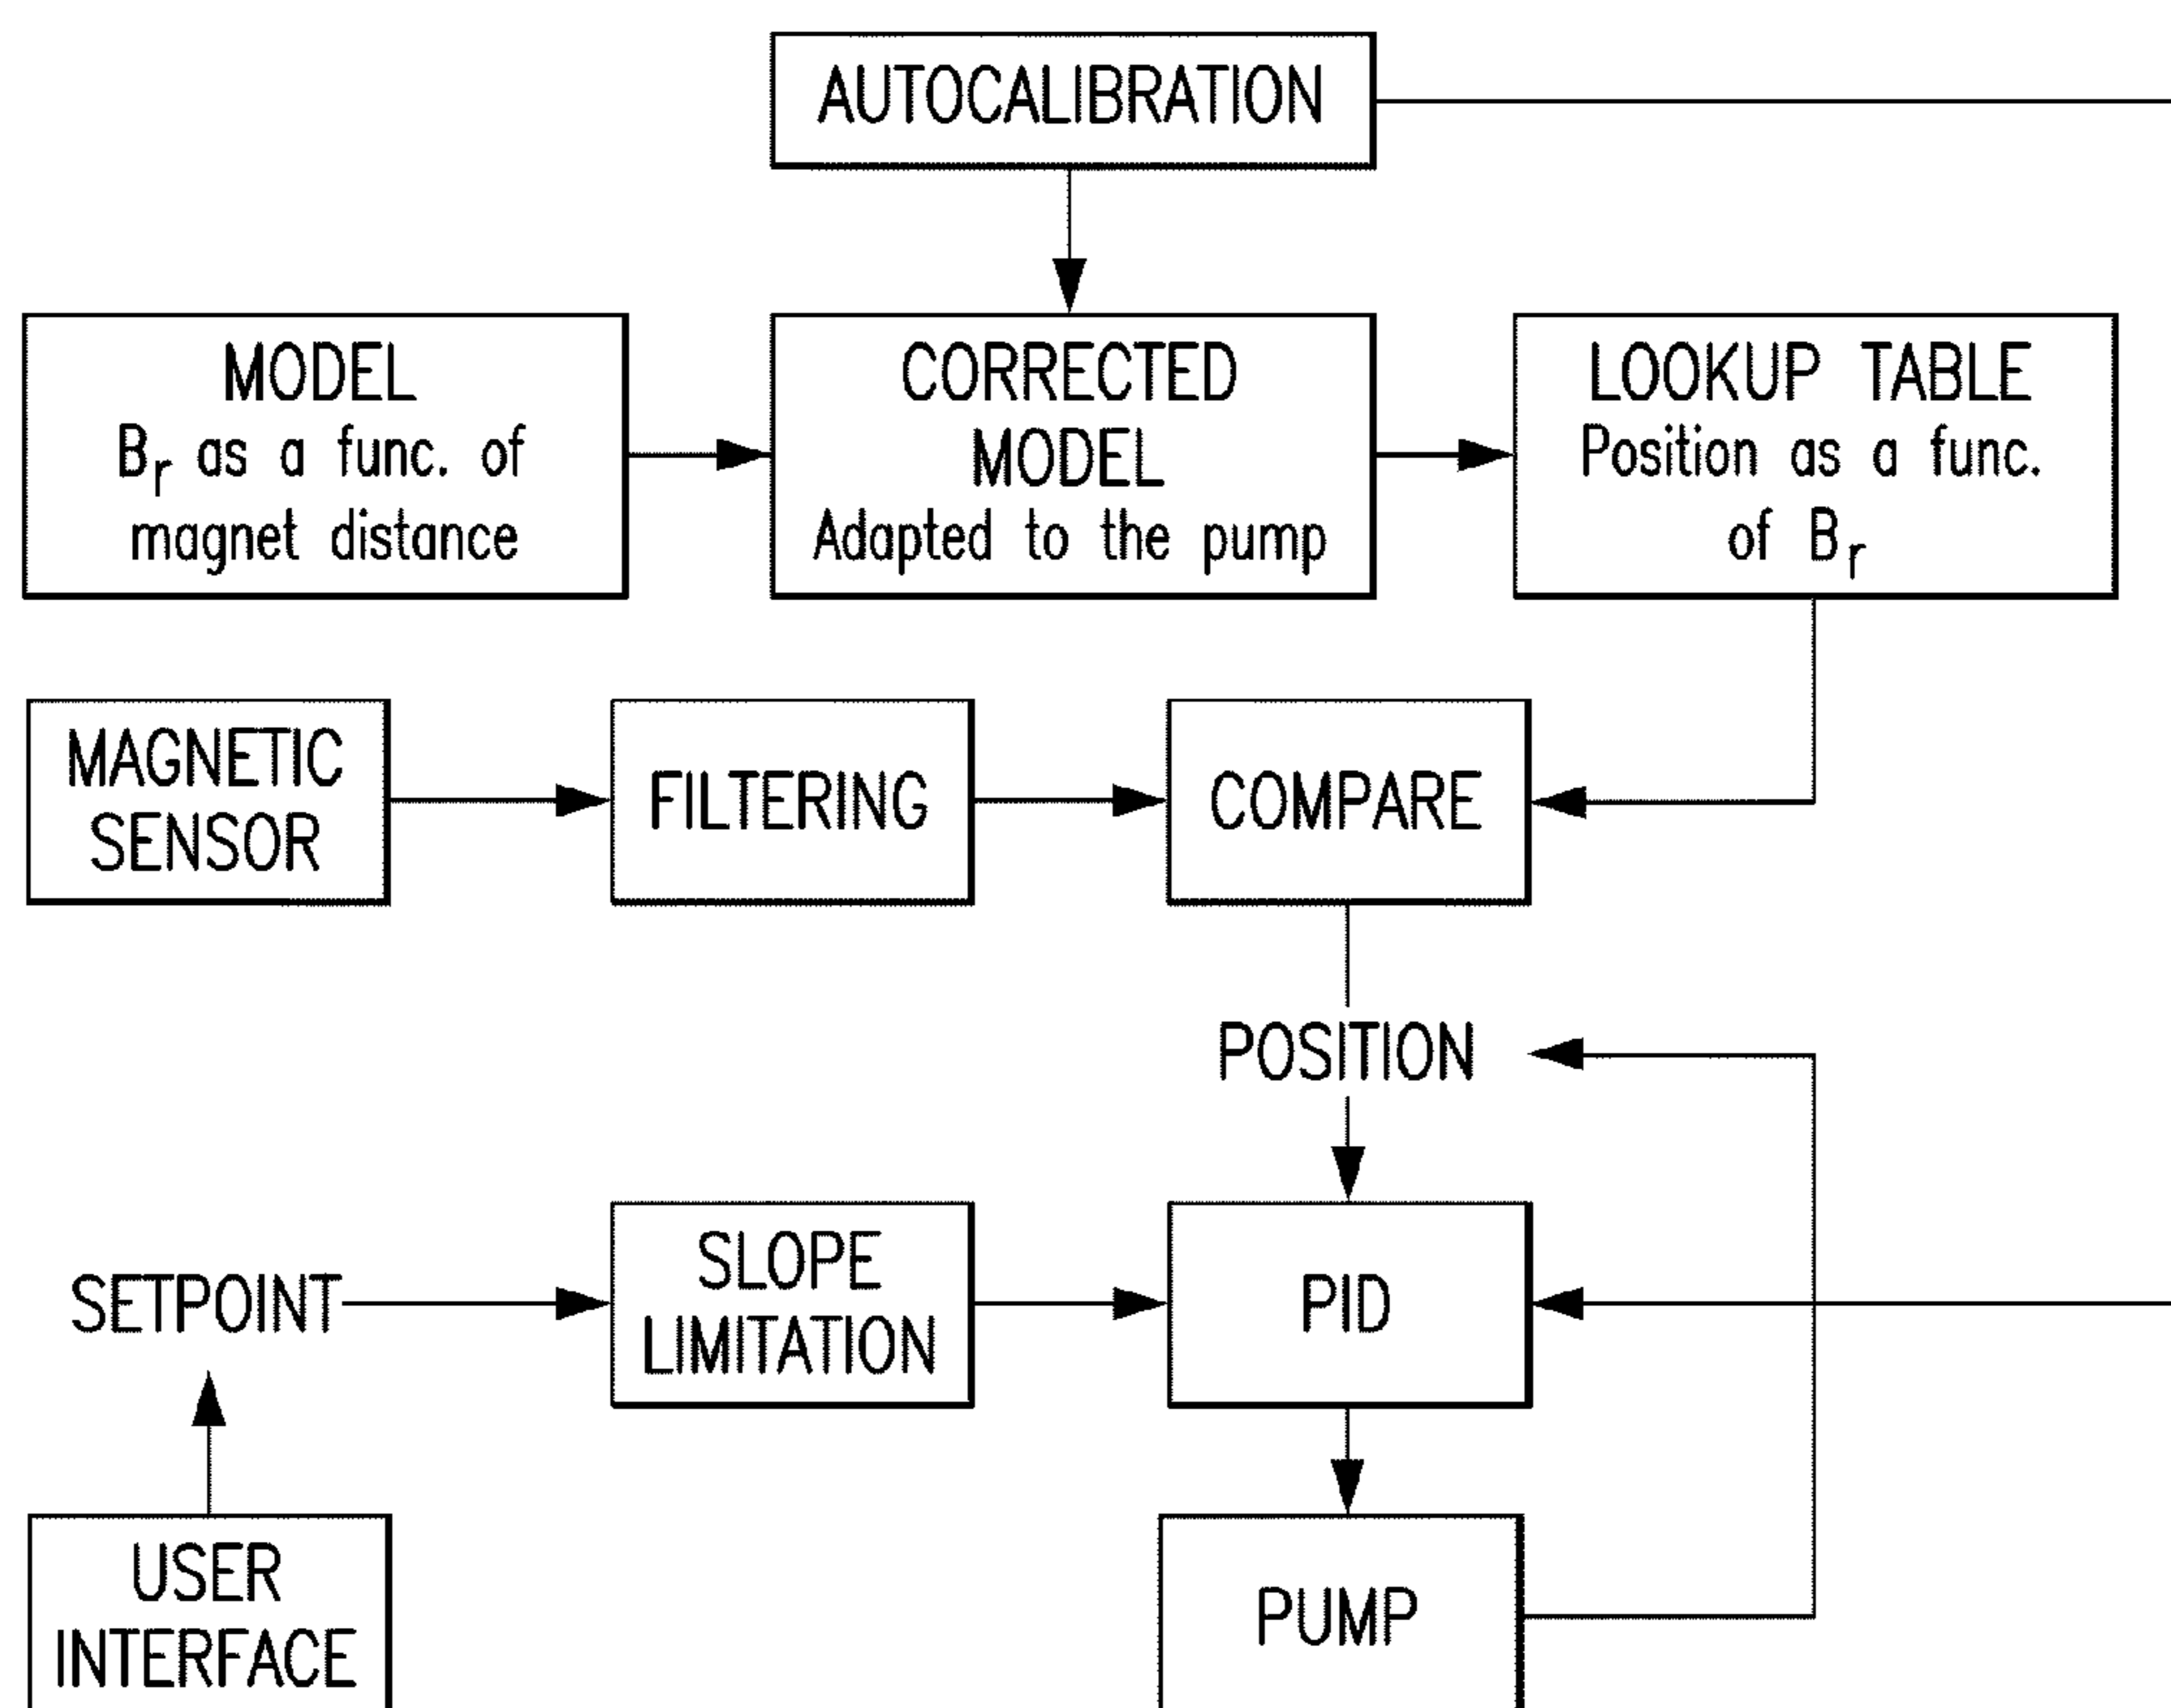 AUTOCALIBRATION
MODEL
Br as a func. of
magnet distance
CORRECTED
MODEL
Adapted to the pump
LOOKUP TABLE
Position as a func.
of Br
MAGNETIC
SENSOR
FILTERING
COMPARE
POSITION
SETPOINT
SLOPE
LIMITATION
PID
USER
INTERFACE
PUMP